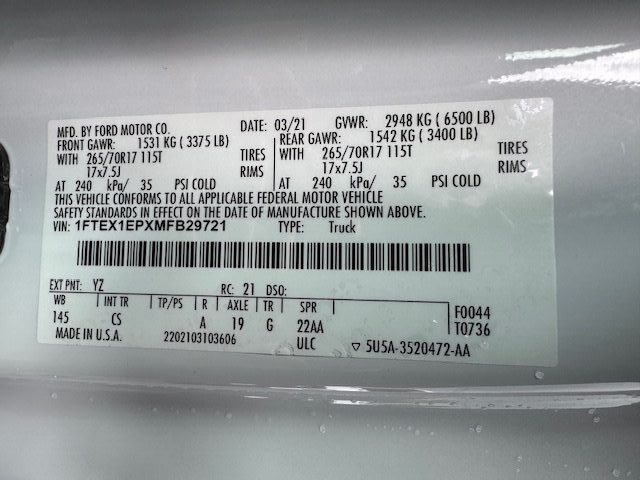 MFD. BY FORD MOTOR CO. DATE: 03/21 GVWR: 2948 KG ( 6500 LB)
FRONT GAWR: 1531 KG ( 3375 LB) REAR GAWR: 1542 KG ( 3400 LB)
WITH 265/70R17 115T TIRES WITH 265/70R17 115T TIRES
17x7.5J RIMS 17x7.5J RIMS
AT 240 kPa/ 35 PSI COLD AT 240 kPa/ 35 PSI COLD
THIS VEHICLE CONFORMS TO ALL APPLICABLE FEDERAL MOTOR VEHICLE
SAFETY STANDARDS IN EFFECT ON THE DATE OF MANUFACTURE SHOWN ABOVE.
VIN: 1FTEX1EPXMFB29721 TYPE: Truck
EXT PNT: YZ RC: 21 DSO:
WB INT TR TP/PS R AXLE TR SPR F0044
145 CS A 19 G 22AA T0736
MADE IN U.S.A. 2202103103606 ULC ▽ 5U5A-3520472-AA